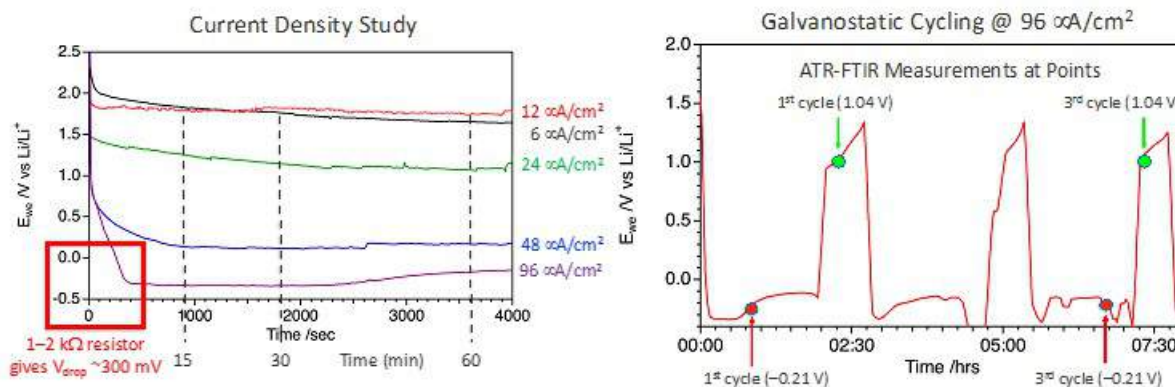 Current Density Study
2.5
2.0
1.5
1.0
0.5
0.0
-0.5
E_we /V vs Li/Li⁺
12 ∝A/cm²
6 ∝A/cm²
24 ∝A/cm²
48 ∝A/cm²
96 ∝A/cm²
0 1000 2000 3000 4000
Time /sec
15 30 Time (min) 60
1–2 kΩ resistor
gives V_drop ~300 mV
Galvanostatic Cycling @ 96 ∝A/cm²
2.0
1.5
1.0
0.5
0.0
E_we /V vs Li/Li⁺
ATR-FTIR Measurements at Points
1st cycle (1.04 V) 3rd cycle (1.04 V
00:00 02:30 05:00 07:30
Time /hrs
1st cycle (–0.21 V) 3rd cycle (–0.21 V)